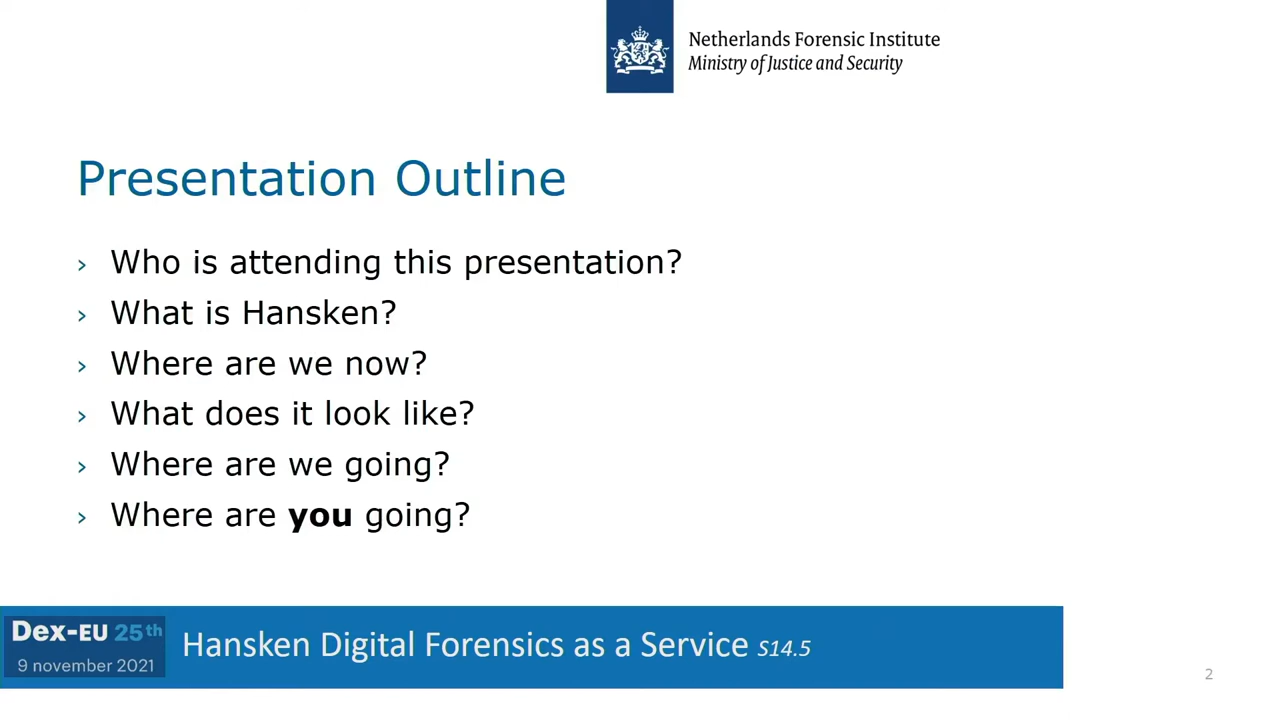 Netherlands Forensic Institute
Ministry of Justice and Security
Presentation Outline
› Who is attending this presentation?
› What is Hansken?
› Where are we now?
› What does it look like?
› Where are we going?
› Where are you going?
Dex-EU 25th
9 november 2021
Hansken Digital Forensics as a Service S14.5
2